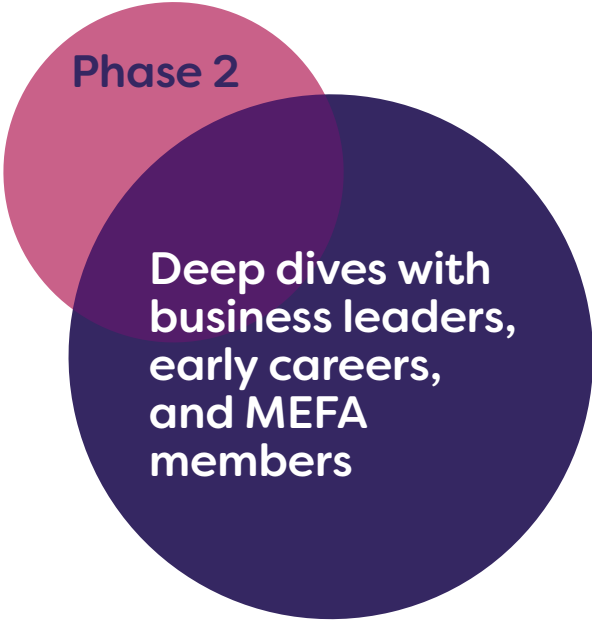 Phase 2
Deep dives with
business leaders,
early careers,
and MEFA
members